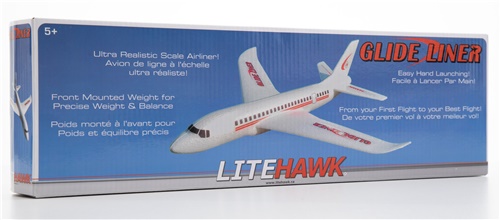 5+
Ultra Realistic Scale Airliner!
Avion de ligne à l'échelle
ultra réaliste!
Front Mounted Weight for
Precise Weight & Balance
Poids monté à l'avant pour
Poids et équilibre précis
GLIDE LINER
Easy Hand Launching!
Facile à Lancer Par Main!
From your First Flight to your Best Flight!
De votre premier vol à votre meilleur vol!
LITEHAWK